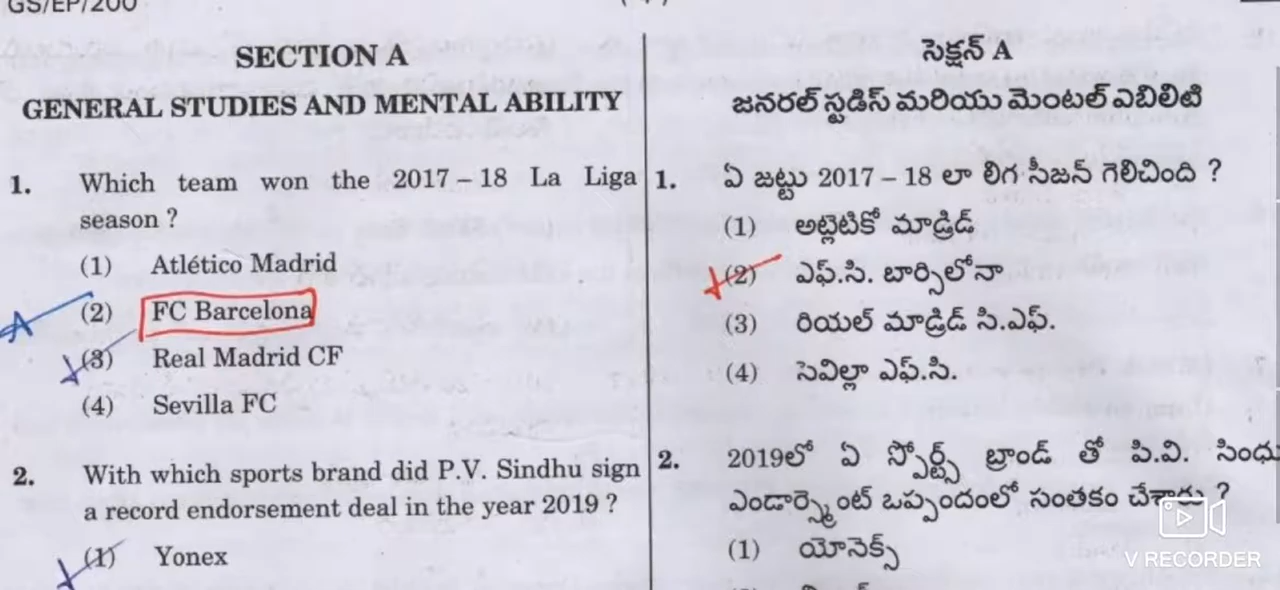 GS/EP/200
SECTION A
GENERAL STUDIES AND MENTAL ABILITY
1. Which team won the 2017 – 18 La Liga
season ?
(1) Atlético Madrid
(2) FC Barcelona
(3) Real Madrid CF
(4) Sevilla FC
2. With which sports brand did P.V. Sindhu sign
a record endorsement deal in the year 2019 ?
(1) Yonex
సెక్షన్ A
జనరల్ స్టడిస్ మరియు మెంటల్ ఎబిలిటి
1. ఏ జట్టు 2017 – 18 లా లీగ సీజన్ గెలిచింది ?
(1) అట్లెటికో మాడ్రిడ్
(2) ఎఫ్.సి. బార్సిలోనా
(3) రియల్ మాడ్రిడ్ సి.ఎఫ్.
(4) సెవిల్లా ఎఫ్.సి.
2. 2019లో ఏ స్పోర్ట్స్ బ్రాండ్ తో పి.వి. సింధు
ఎండార్స్మెంట్ ఒప్పందంలో సంతకం చేశారు ?
(1) యోనెక్స్
V RECORDER